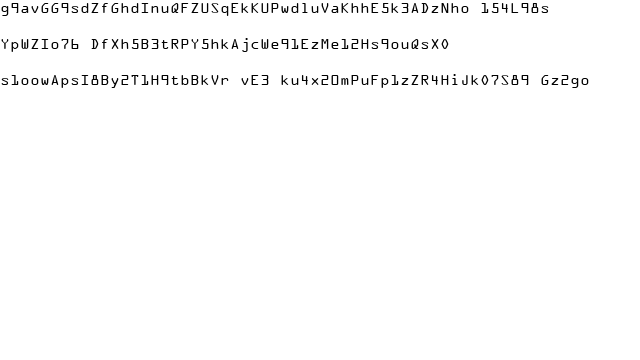 g9avGG9sdZfGhdInuQFZUSqEkKUPwdluVaKhhE5k3ADzNho 154L98s
YpWZIo76 DfXh5B3tRPY5hkAjcWe91EzMe12Hs9ouQsX0
s1oowApsI8By2T1H9tbBkVr vE3 ku4x2OmPuFp1zZR4HiJk07S89 Gz2go